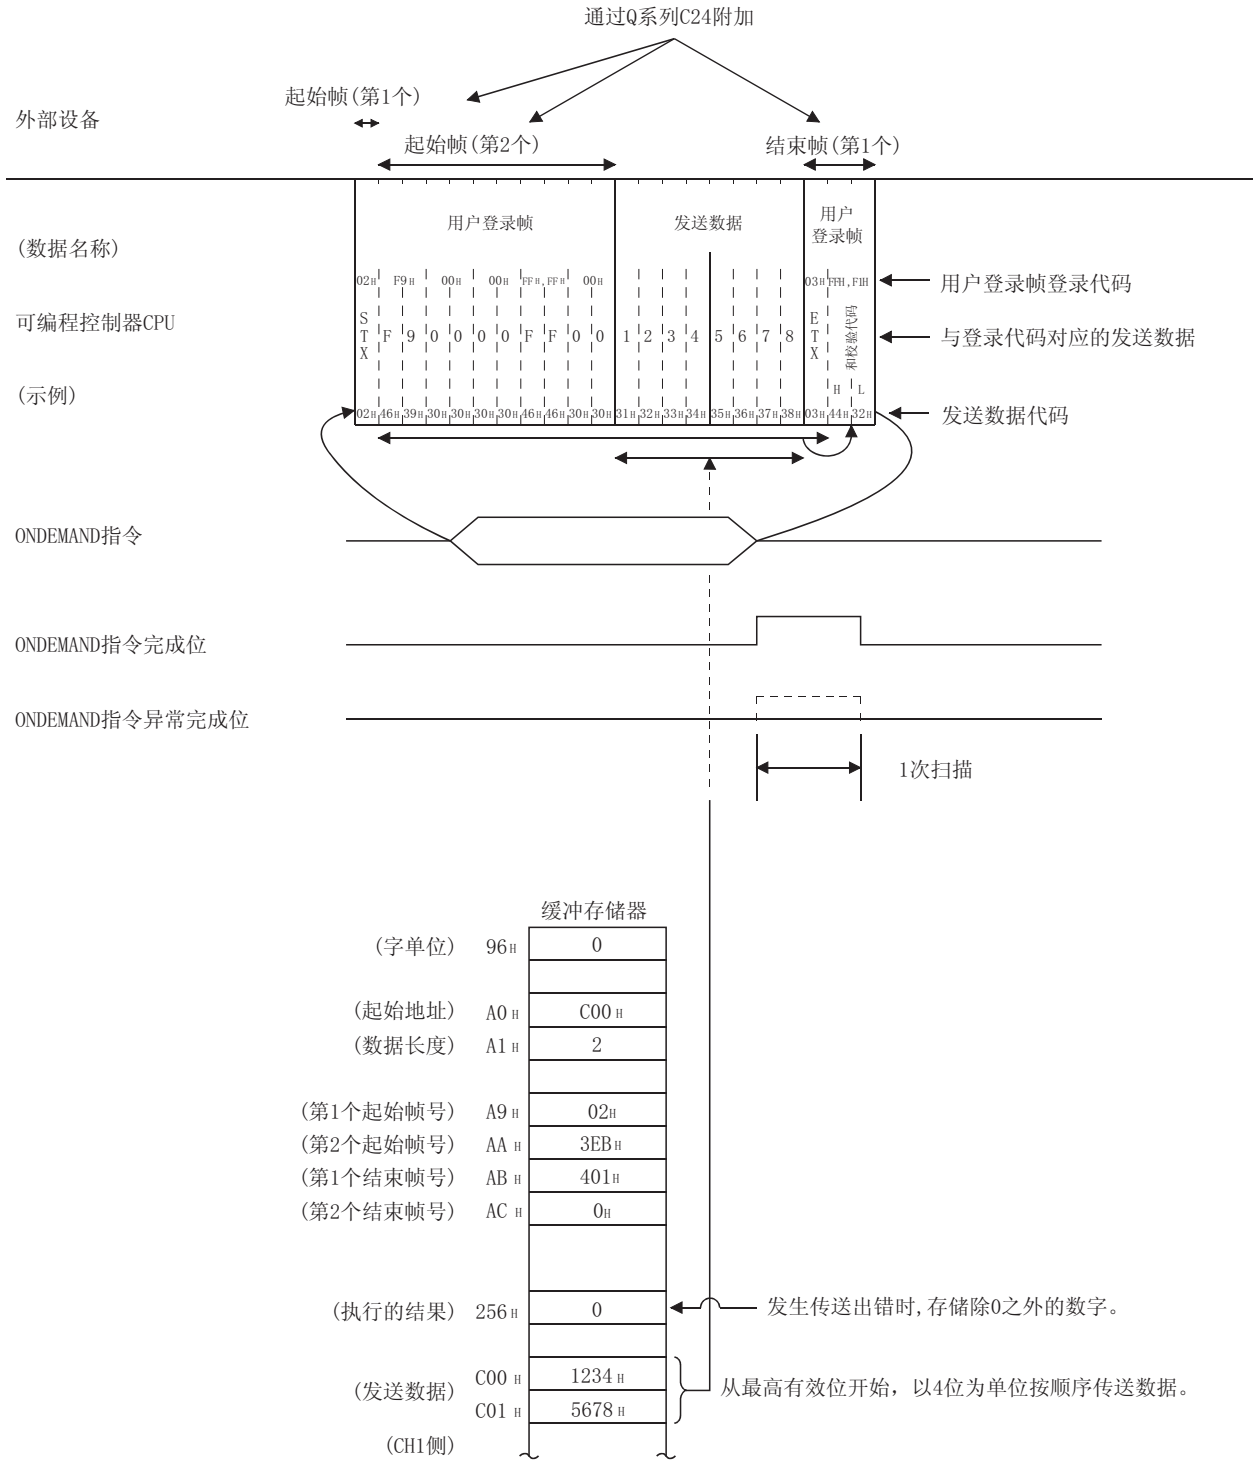 通过Q系列C24附加
起始帧(第1个)
外部设备
起始帧(第2个)
结束帧(第1个)
用户登录帧
发送数据
用户
登录帧
(数据名称)
02H F9H 00H 00H FFH,FFH 00H 03H FFH,F1H
用户登录帧登录代码
可编程控制器CPU
STX F 9 0 0 0 0 F F 0 0 1 2 3 4 5 6 7 8 ETX 和校验代码
与登录代码对应的发送数据
H L
(示例)
02H 46H 39H 30H 30H 30H 30H 46H 46H 30H 30H 31H 32H 33H 34H 35H 36H 37H 38H 03H 44H 32H
发送数据代码
ONDEMAND指令
ONDEMAND指令完成位
ONDEMAND指令异常完成位
1次扫描
缓冲存储器
(字单位) 96H 0
(起始地址) A0H C00H
(数据长度) A1H 2
(第1个起始帧号) A9H 02H
(第2个起始帧号) AAH 3EBH
(第1个结束帧号) ABH 401H
(第2个结束帧号) ACH 0H
(执行的结果) 256H 0
发生传送出错时,存储除0之外的数字。
(发送数据)
C00H 1234H
C01H 5678H
从最高有效位开始，以4位为单位按顺序传送数据。
(CH1侧)